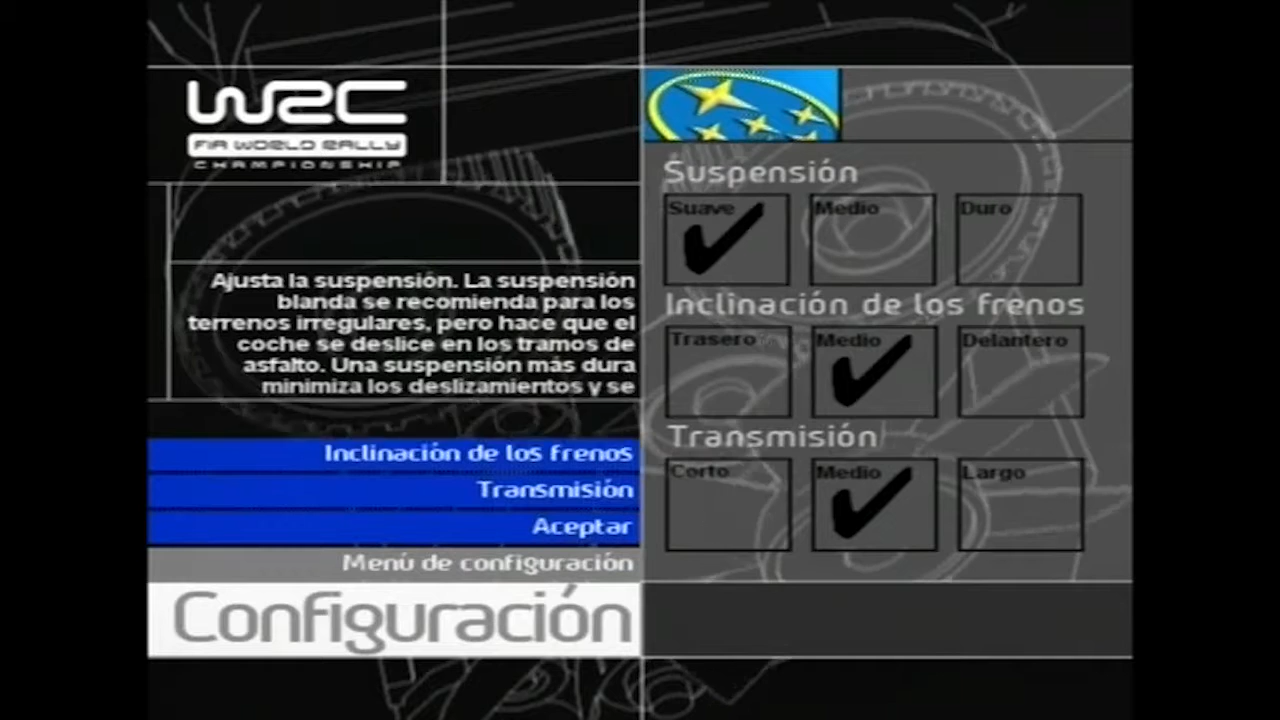 WRC
FIA WORLD RALLY
CHAMPIONSHIP
Ajusta la suspensión. La suspensión
blanda se recomienda para los
terrenos irregulares, pero hace que el
coche se deslice en los tramos de
asfalto. Una suspensión más dura
minimiza los deslizamientos y se
Inclinación de los frenos
Transmisión
Aceptar
Menú de configuración
Configuración
Suspensión
Suave Medio Duro
Inclinación de los frenos
Trasero Medio Delantero
Transmisión
Corto Medio Largo